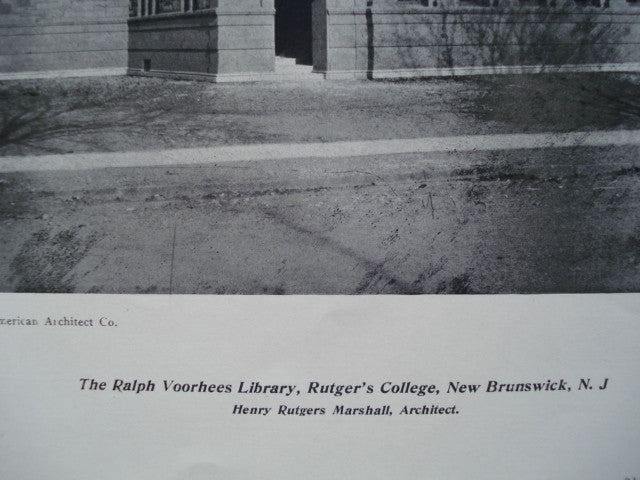 merican Architect Co.
The Ralph Voorhees Library, Rutger's College, New Brunswick, N. J
Henry Rutgers Marshall, Architect.